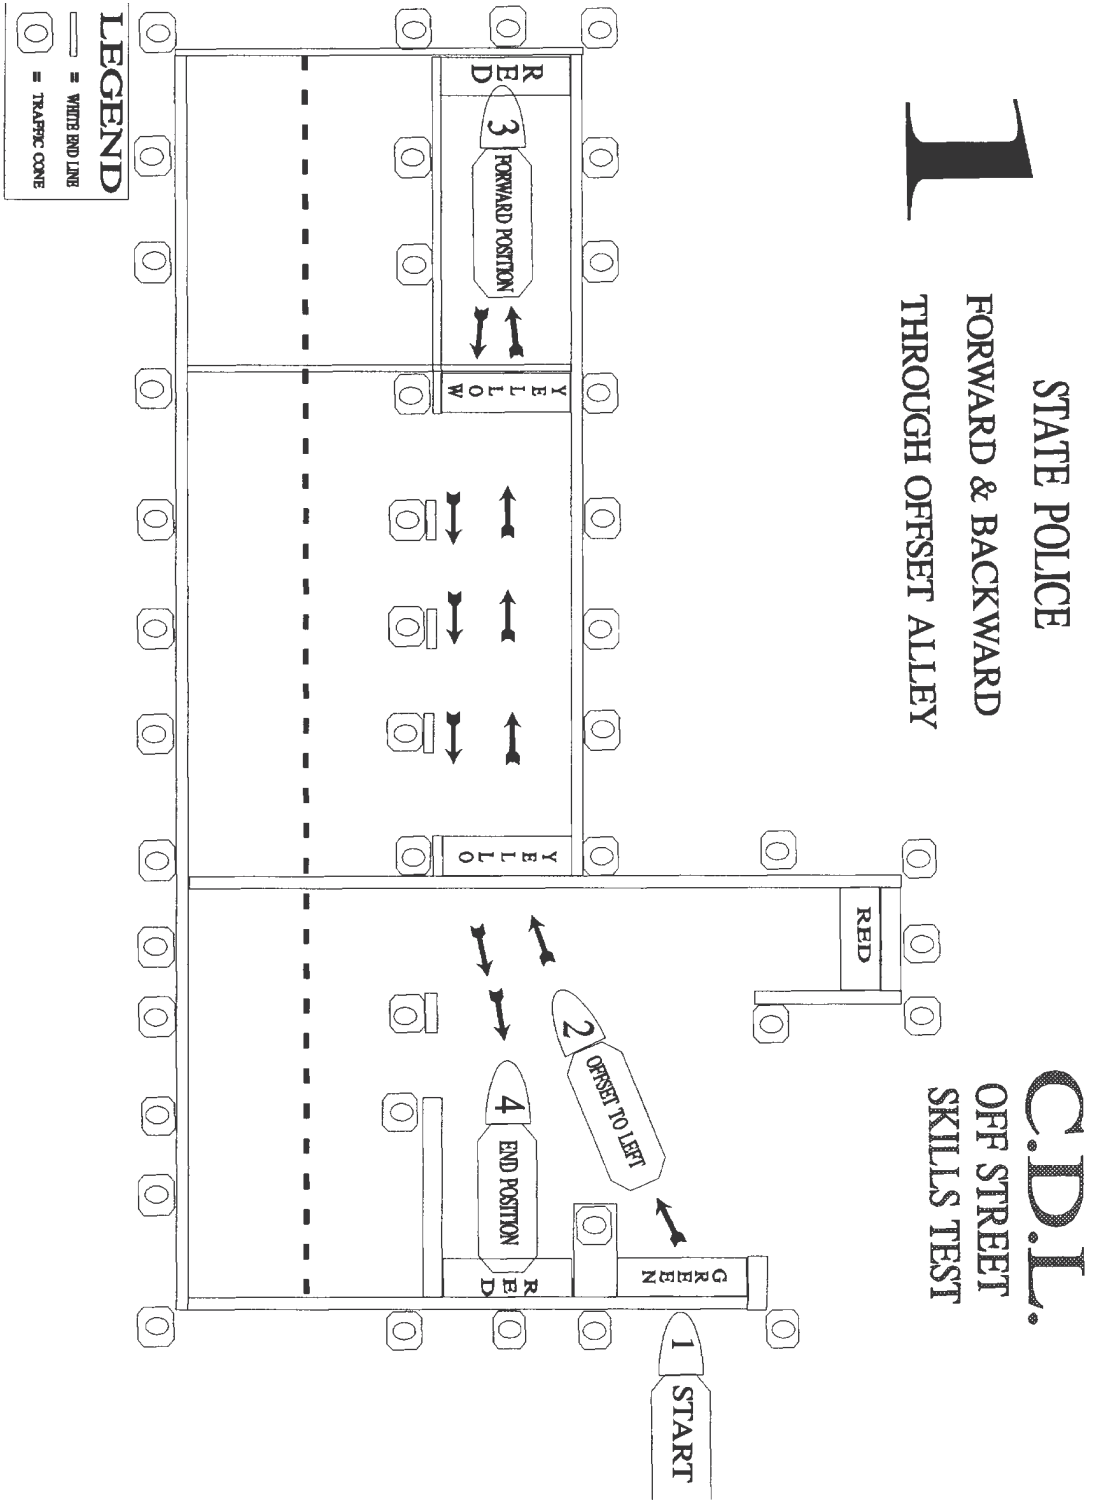 STATE POLICE
1
FORWARD & BACKWARD
THROUGH OFFSET ALLEY
C.D.L.
OFF STREET
SKILLS TEST
RED
3
FORWARD POSITION
YELLOW
YELLO
RED
2
OFFSET TO LEFT
4
END POSITION
RED
GREEN
1
START
LEGEND
= WHITE END LINE
= TRAFFIC CONE